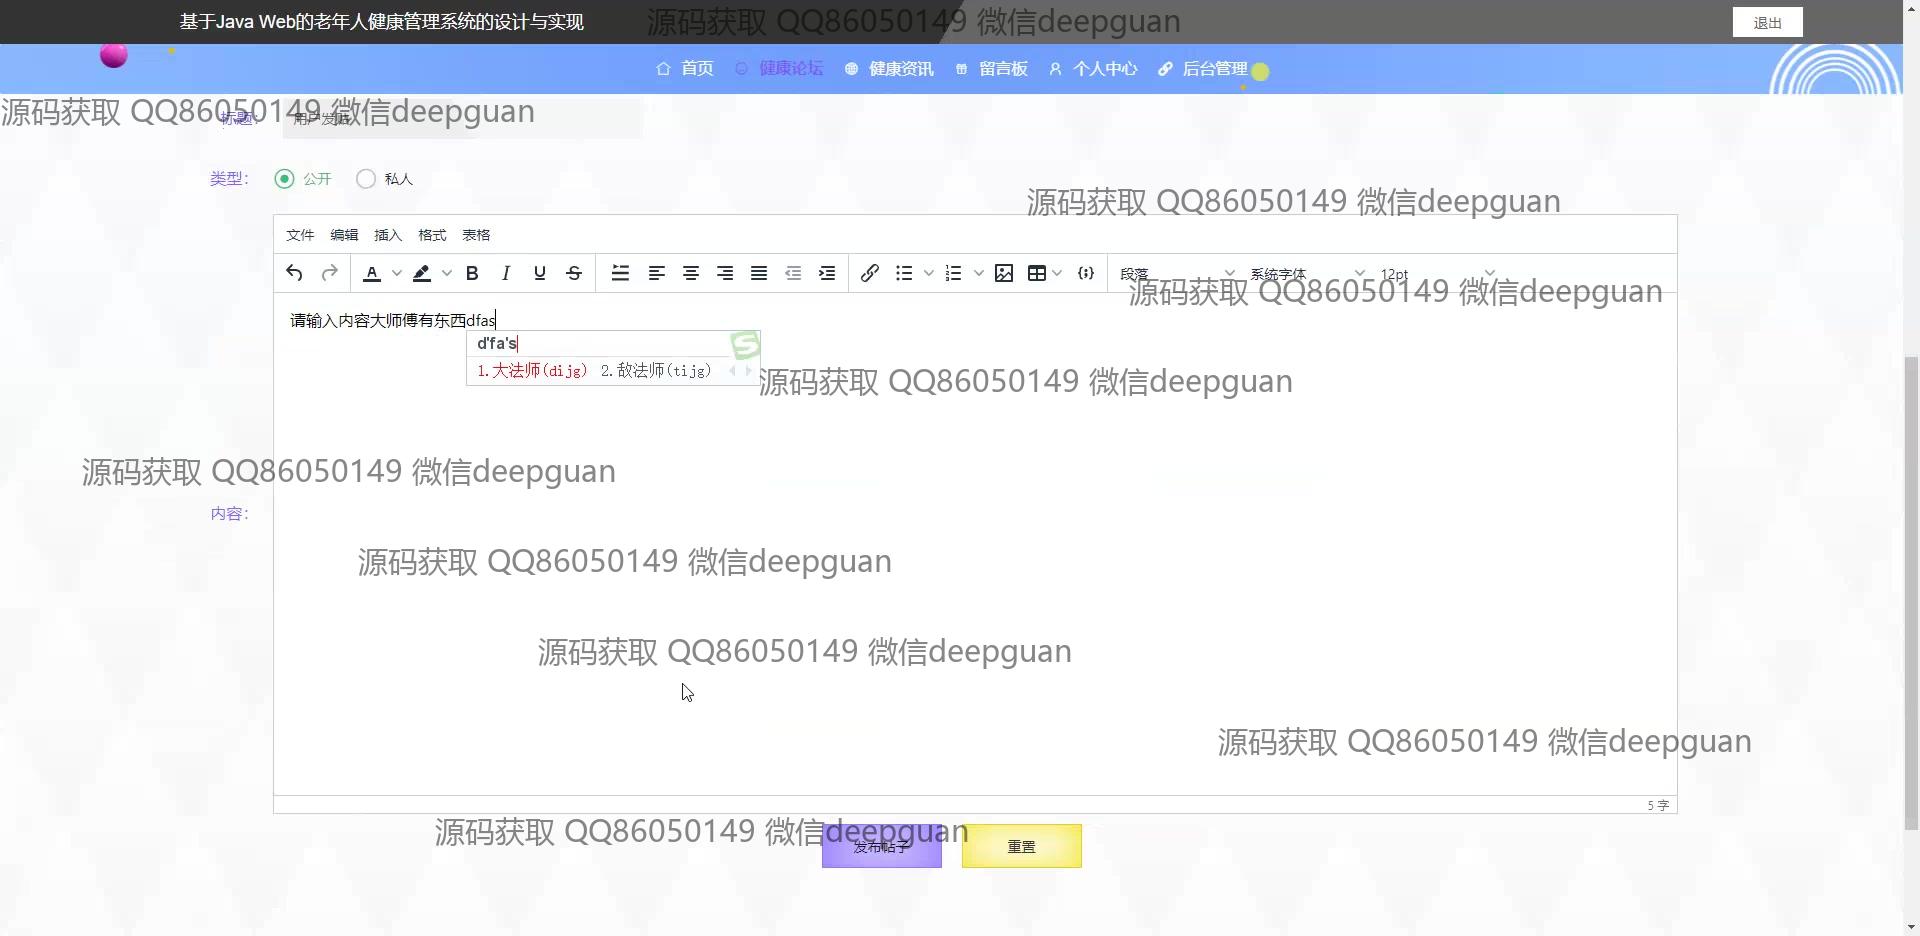 基于Java Web的老年人健康管理系统的设计与实现
源码获取 QQ86050149 微信deepguan
退出
首页 健康论坛 健康资讯 留言板 个人中心 后台管理
源码获取 QQ86050149 微信deepguan
标题: 用户发贴
类型: 公开 私人
源码获取 QQ86050149 微信deepguan
文件 编辑 插入 格式 表格
段落 系统字体 12pt
源码获取 QQ86050149 微信deepguan
请输入内容大师傅有东西dfas
d'fa's
1.大法师(dijg) 2.敌法师(tijg)
源码获取 QQ86050149 微信deepguan
源码获取 QQ86050149 微信deepguan
内容:
源码获取 QQ86050149 微信deepguan
源码获取 QQ86050149 微信deepguan
源码获取 QQ86050149 微信deepguan
5 字
源码获取 QQ86050149 微信deepguan
发布帖子 重置